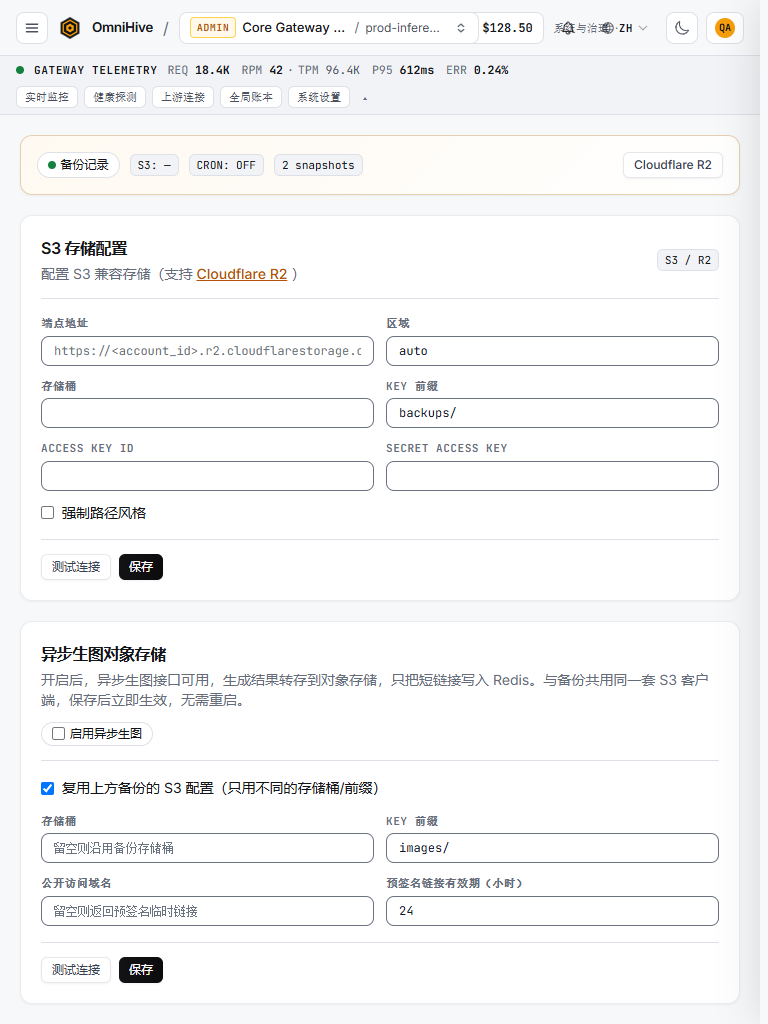 OmniHive / ADMIN Core Gateway ... / prod-infere... $128.50 系统与治理 · ZH QA
GATEWAY TELEMETRY REQ 18.4K RPM 42 · TPM 96.4K P95 612ms ERR 0.24%
实时监控 健康探测 上游连接 全局账本 系统设置
备份记录 S3: — CRON: OFF 2 snapshots Cloudflare R2
S3 存储配置
配置 S3 兼容存储（支持 Cloudflare R2 ）
S3 / R2
端点地址 区域
https://<account_id>.r2.cloudflarestorage.c auto
存储桶 KEY 前缀
backups/
ACCESS KEY ID SECRET ACCESS KEY
强制路径风格
测试连接 保存
异步生图对象存储
开启后，异步生图接口可用，生成结果转存到对象存储，只把短链接写入 Redis。与备份共用同一套 S3 客户
端，保存后立即生效，无需重启。
启用异步生图
复用上方备份的 S3 配置（只用不同的存储桶/前缀）
存储桶 KEY 前缀
留空则沿用备份存储桶 images/
公开访问域名 预签名链接有效期（小时）
留空则返回预签名临时链接 24
测试连接 保存